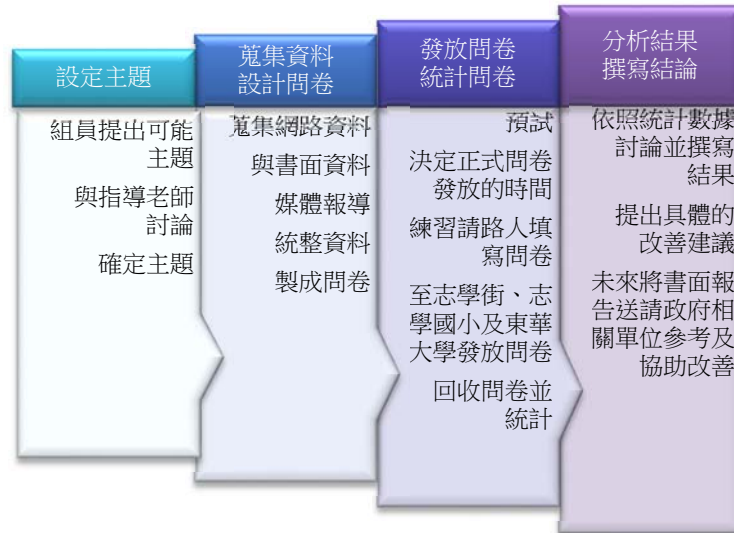 設定主題
組員提出可能
主題
與指導老師
討論
確定主題
蒐集資料
設計問卷
蒐集網路資料
與書面資料
媒體報導
統整資料
製成問卷
發放問卷
統計問卷
預試
決定正式問卷
發放的時間
練習請路人填
寫問卷
至志學街、志
學國小及東華
大學發放問卷
回收問卷並
統計
分析結果
撰寫結論
依照統計數據
討論並撰寫
結果
提出具體的
改善建議
未來將書面報
告送請政府相
關單位參考及
協助改善